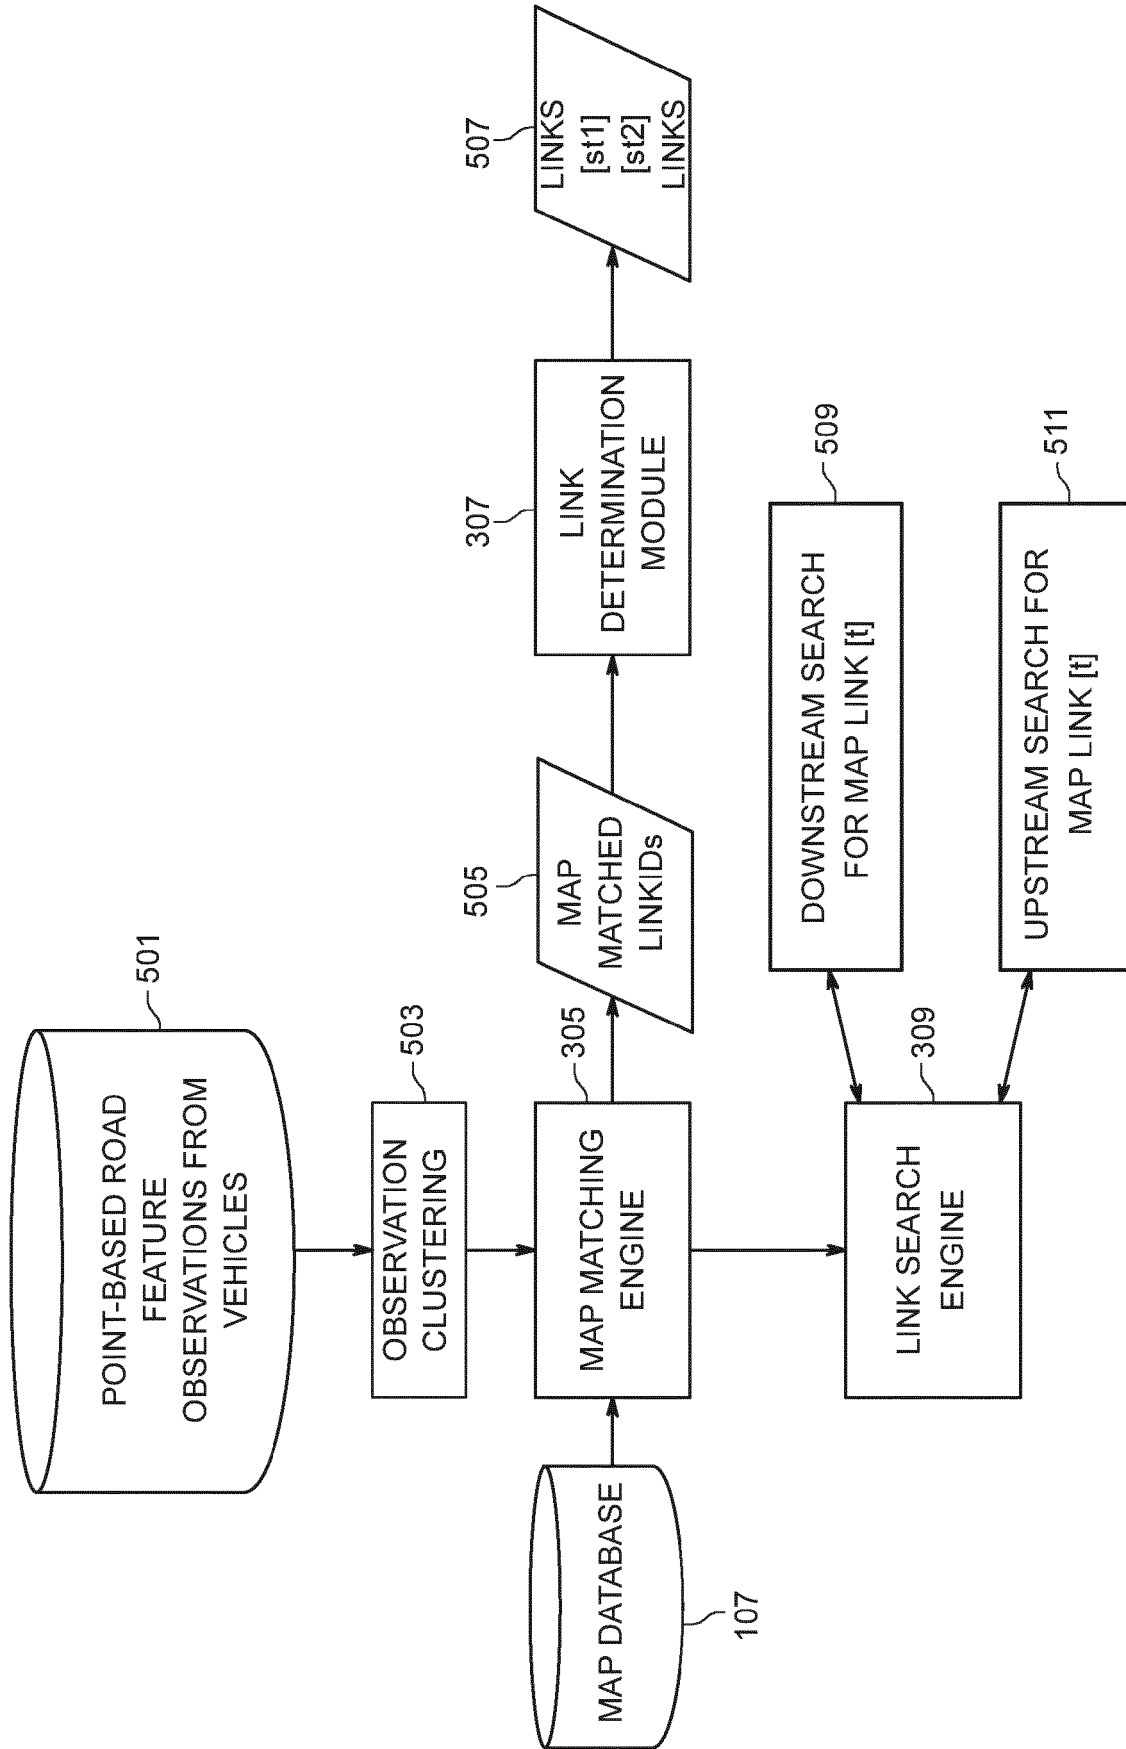 501
POINT-BASED ROAD
FEATURE
OBSERVATIONS FROM
VEHICLES
503
OBSERVATION
CLUSTERING
107
MAP DATABASE
305
MAP MATCHING
ENGINE
505
MAP
MATCHED
LINKIDs
307
LINK
DETERMINATION
MODULE
507
LINKS
[st1]
[st2]
LINKS
309
LINK SEARCH
ENGINE
509
DOWNSTREAM SEARCH
FOR MAP LINK [t]
511
UPSTREAM SEARCH FOR
MAP LINK [t]